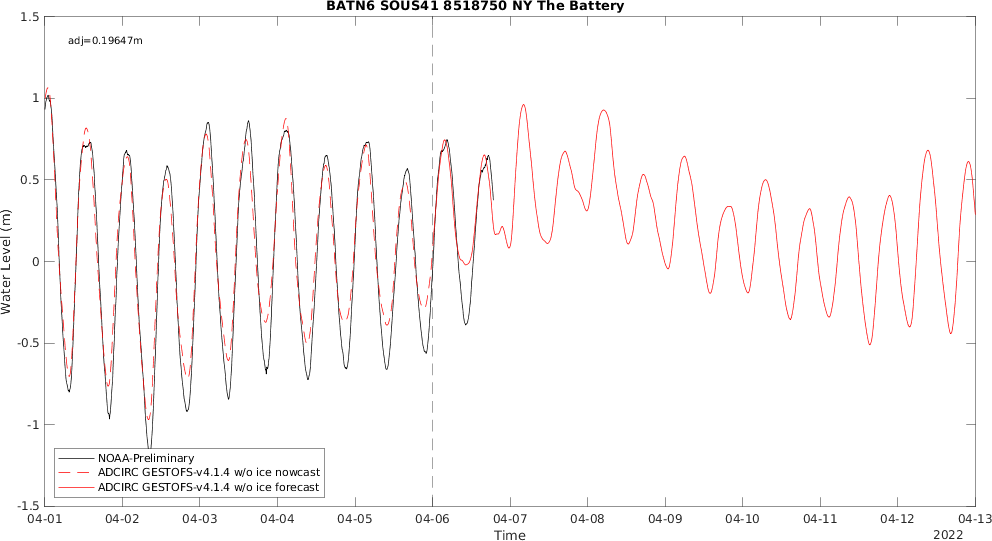 BATN6 SOUS41 8518750 NY The Battery
adj=0.19647m
1.5
1
0.5
0
-0.5
-1
-1.5
Water Level (m)
NOAA-Preliminary
ADCIRC GESTOFS-v4.1.4 w/o ice nowcast
ADCIRC GESTOFS-v4.1.4 w/o ice forecast
04-01 04-02 04-03 04-04 04-05 04-06 04-07 04-08 04-09 04-10 04-11 04-12 04-13
Time
2022